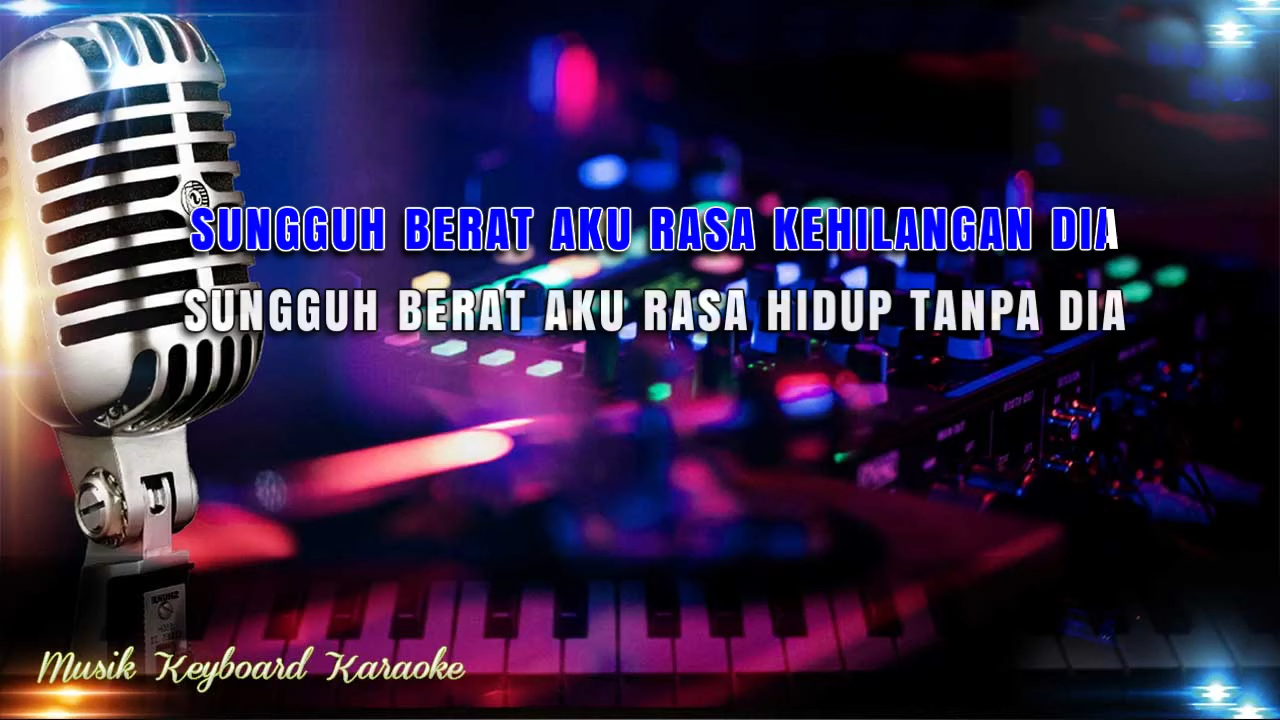 SUNGGUH BERAT AKU RASA KEHILANGAN DIA
SUNGGUH BERAT AKU RASA HIDUP TANPA DIA
Musik Keyboard Karaoke